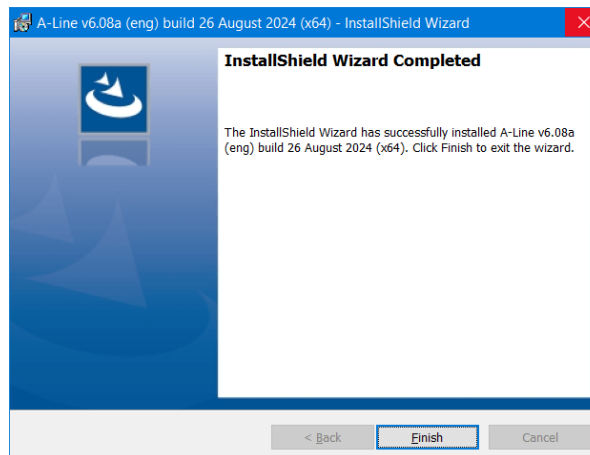 A-Line v6.08a (eng) build 26 August 2024 (x64) - InstallShield Wizard
InstallShield Wizard Completed
The InstallShield Wizard has successfully installed A-Line v6.08a
(eng) build 26 August 2024 (x64). Click Finish to exit the wizard.
< Back
Finish
Cancel